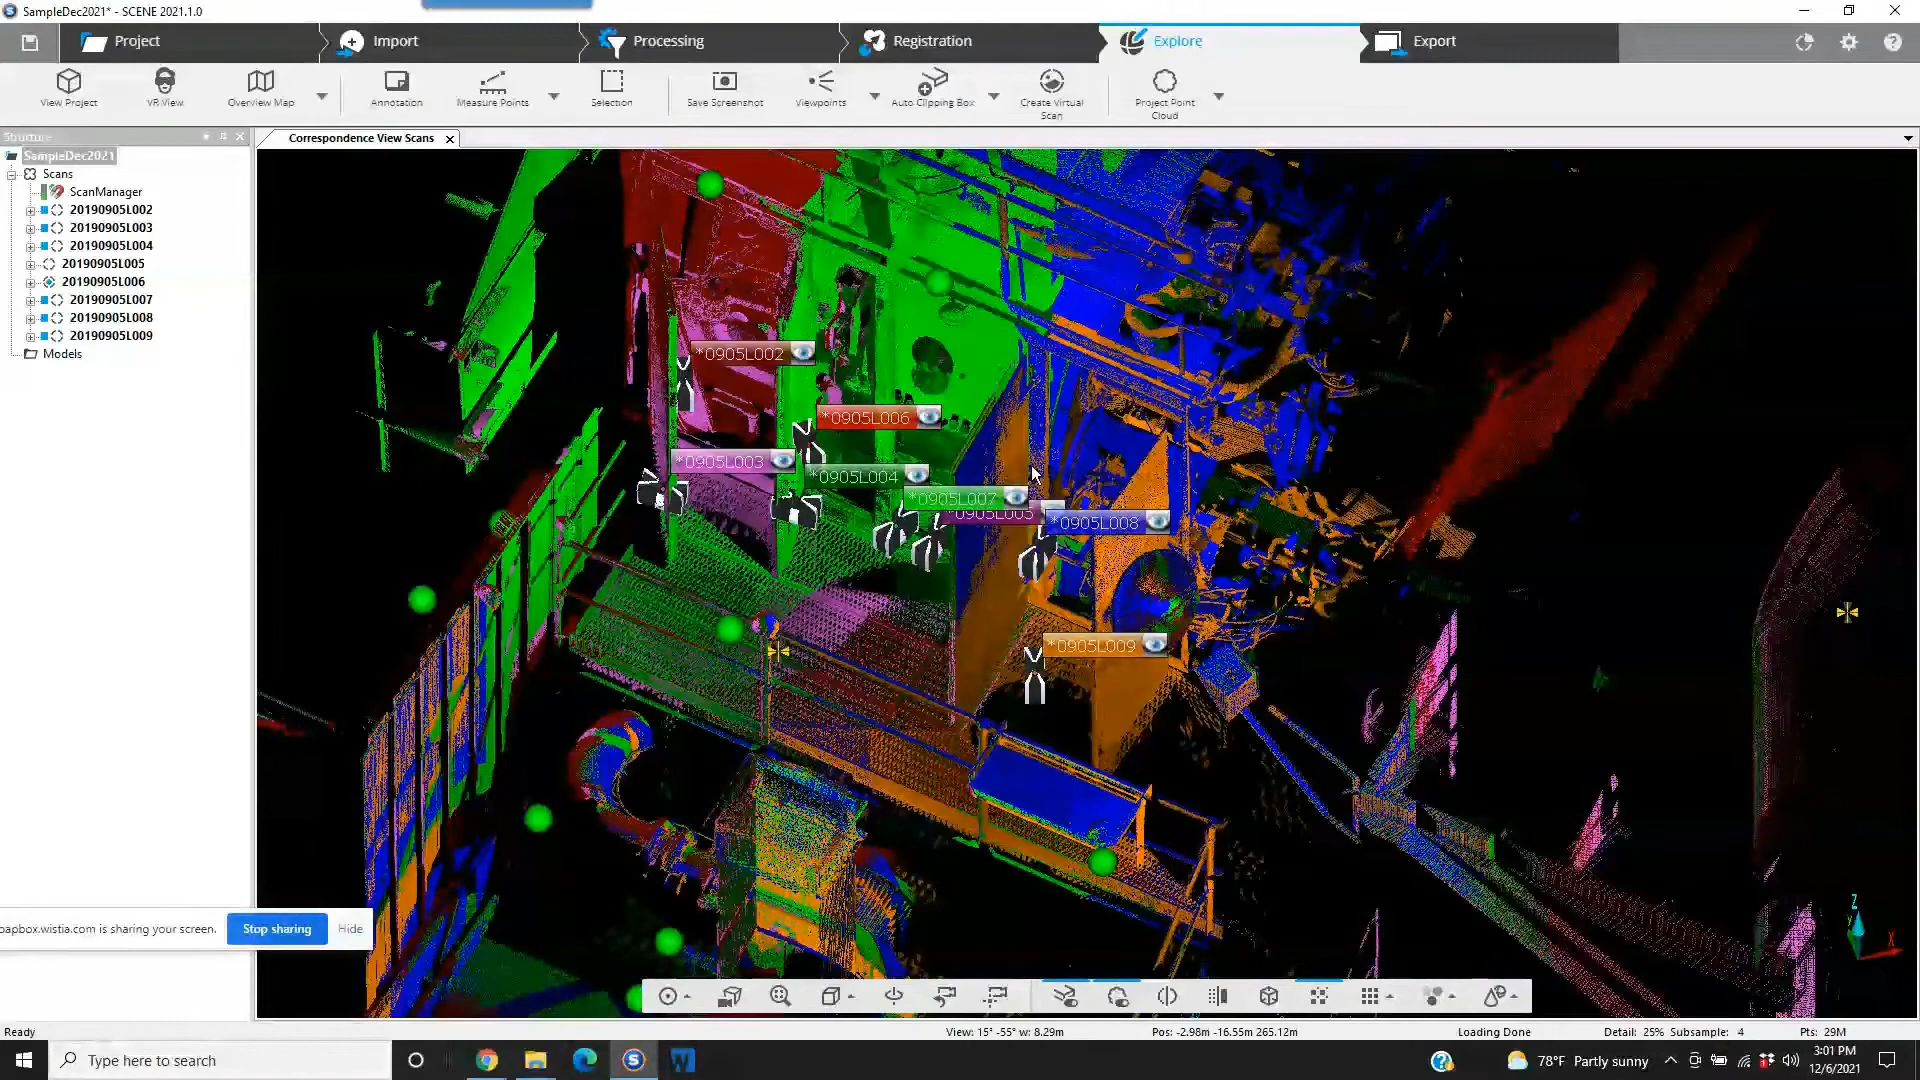 SampleDec2021* - SCENE 2021.1.0
Project
Import
Processing
Registration
Explore
Export
View Project
VR View
Overview Map
Annotation
Measure Points
Selection
Save Screenshot
Viewpoints
Auto Clipping Box
Create Virtual Scan
Project Point Cloud
Structure
Correspondence View Scans
SampleDec2021
Scans
ScanManager
20190905L002
20190905L003
20190905L004
20190905L005
20190905L006
20190905L007
20190905L008
20190905L009
Models
*0905L002
*0905L006
*0905L003
*0905L004
*0905L007
*0905L005
*0905L008
*0905L009
oapbox.wistia.com is sharing your screen.
Stop sharing
Hide
Z
Y
X
Ready
View: 15° -55° w: 8.29m
Pos: -2.98m -16.55m 265.12m
Loading Done
Detail: 25%
Subsample: 4
Pts: 29M
Type here to search
78°F Partly sunny
3:01 PM
12/6/2021